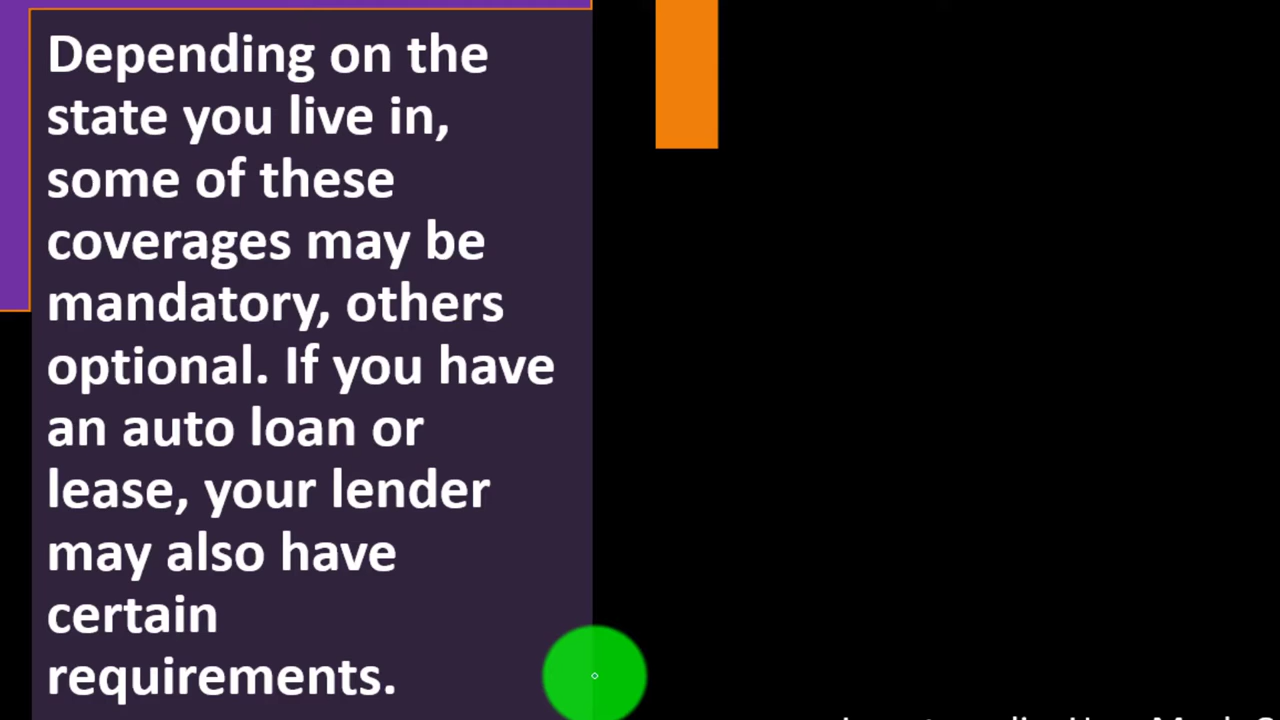 Depending on the
state you live in,
some of these
coverages may be
mandatory, others
optional. If you have
an auto loan or
lease, your lender
may also have
certain
requirements.